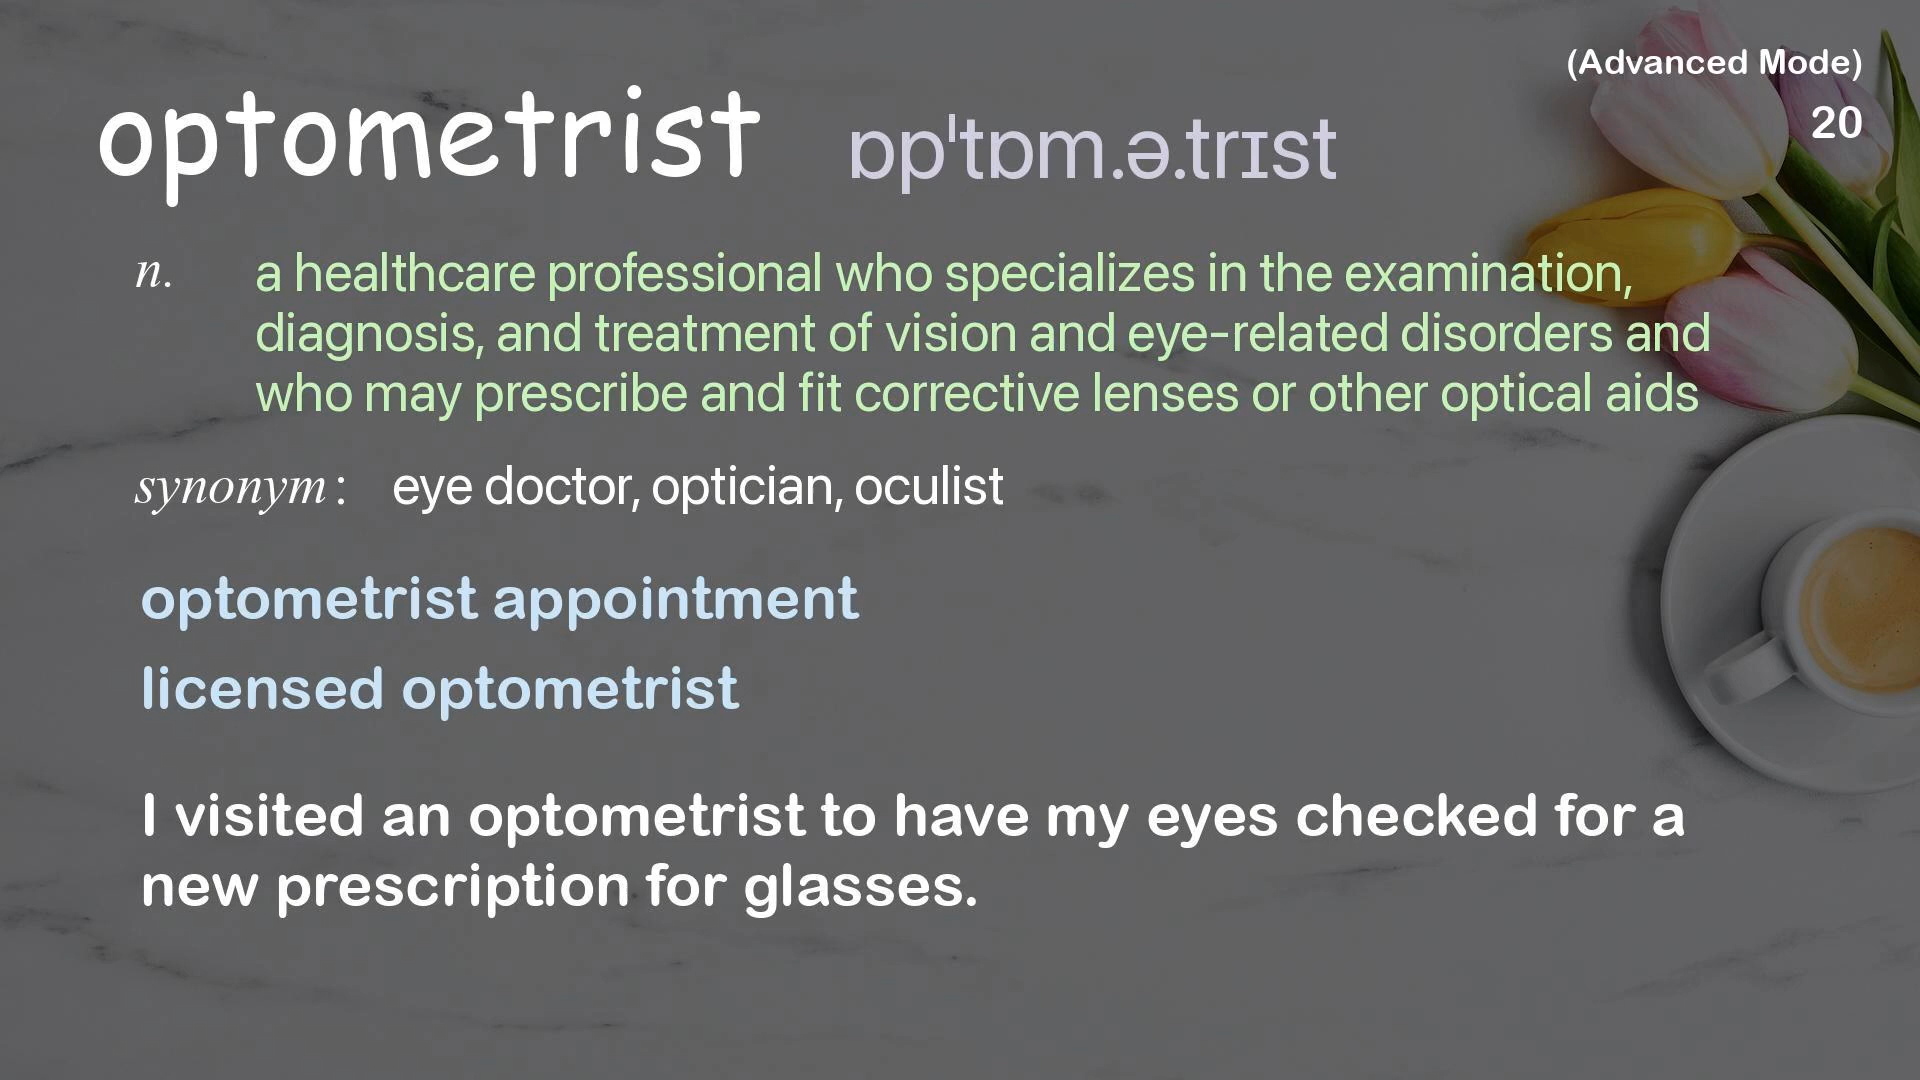 (Advanced Mode)
optometrist ɒpˈtɒm.ə.trɪst
20
n. a healthcare professional who specializes in the examination,
diagnosis, and treatment of vision and eye-related disorders and
who may prescribe and fit corrective lenses or other optical aids
synonym: eye doctor, optician, oculist
optometrist appointment
licensed optometrist
I visited an optometrist to have my eyes checked for a
new prescription for glasses.